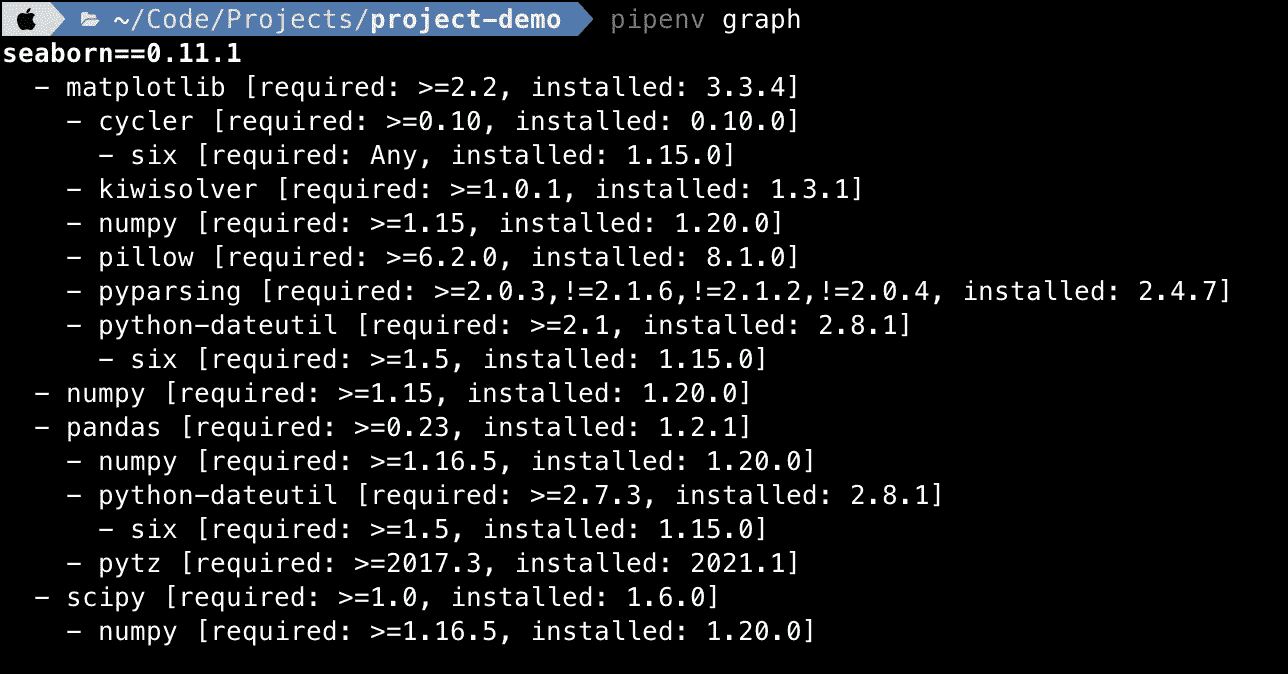 ~/Code/Projects/project-demo pipenv graph
seaborn==0.11.1
  - matplotlib [required: >=2.2, installed: 3.3.4]
    - cycler [required: >=0.10, installed: 0.10.0]
      - six [required: Any, installed: 1.15.0]
    - kiwisolver [required: >=1.0.1, installed: 1.3.1]
    - numpy [required: >=1.15, installed: 1.20.0]
    - pillow [required: >=6.2.0, installed: 8.1.0]
    - pyparsing [required: >=2.0.3,!=2.1.6,!=2.1.2,!=2.0.4, installed: 2.4.7]
    - python-dateutil [required: >=2.1, installed: 2.8.1]
      - six [required: >=1.5, installed: 1.15.0]
  - numpy [required: >=1.15, installed: 1.20.0]
  - pandas [required: >=0.23, installed: 1.2.1]
    - numpy [required: >=1.16.5, installed: 1.20.0]
    - python-dateutil [required: >=2.7.3, installed: 2.8.1]
      - six [required: >=1.5, installed: 1.15.0]
    - pytz [required: >=2017.3, installed: 2021.1]
  - scipy [required: >=1.0, installed: 1.6.0]
    - numpy [required: >=1.16.5, installed: 1.20.0]